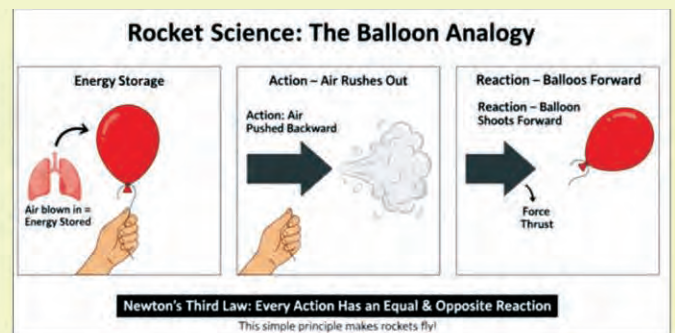 Rocket Science: The Balloon Analogy
Energy Storage
Air blown in =
Energy Stored
Action – Air Rushes Out
Action: Air
Pushed Backward
Reaction – Balloos Forward
Reaction – Balloon
Shoots Forward
Force
Thrust
Newton's Third Law: Every Action Has an Equal & Opposite Reaction
This simple principle makes rockets fly!